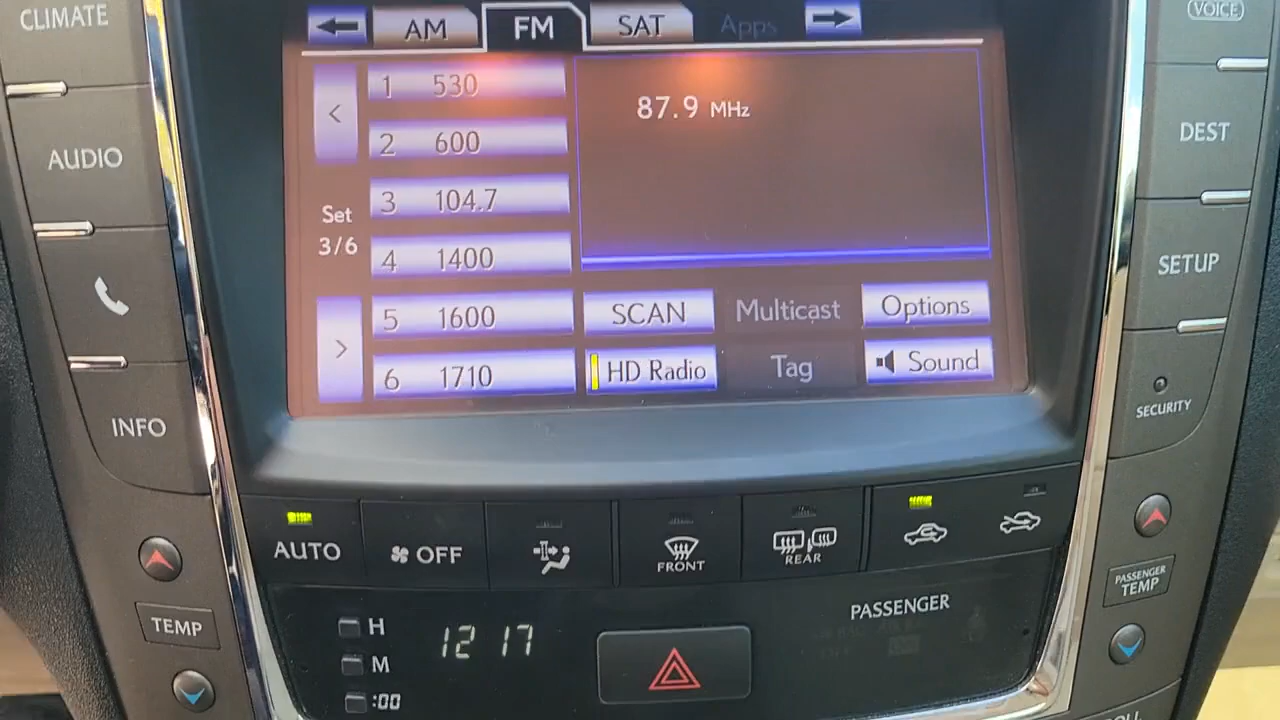 CLIMATE
AUDIO
INFO
TEMP
AM
FM
SAT
Apps
<
Set
3/6
>
1 530
2 600
3 104.7
4 1400
5 1600
6 1710
87.9 MHz
SCAN
Multicast
Options
HD Radio
Tag
Sound
VOICE
DEST
SETUP
SECURITY
AUTO
OFF
FRONT
REAR
PASSENGER
TEMP
H
M
:00
12 17
PASSENGER